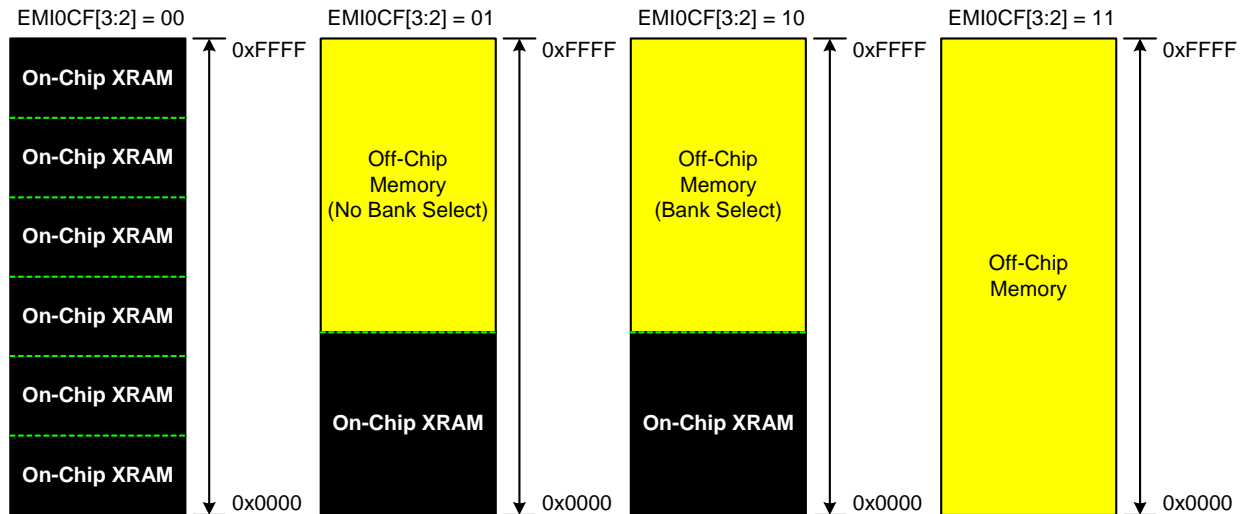 EMI0CF[3:2] = 00
On-Chip XRAM
On-Chip XRAM
On-Chip XRAM
On-Chip XRAM
On-Chip XRAM
On-Chip XRAM
0xFFFF
0x0000
EMI0CF[3:2] = 01
Off-Chip
Memory
(No Bank Select)
On-Chip XRAM
0xFFFF
0x0000
EMI0CF[3:2] = 10
Off-Chip
Memory
(Bank Select)
On-Chip XRAM
0xFFFF
0x0000
EMI0CF[3:2] = 11
Off-Chip
Memory
0xFFFF
0x0000